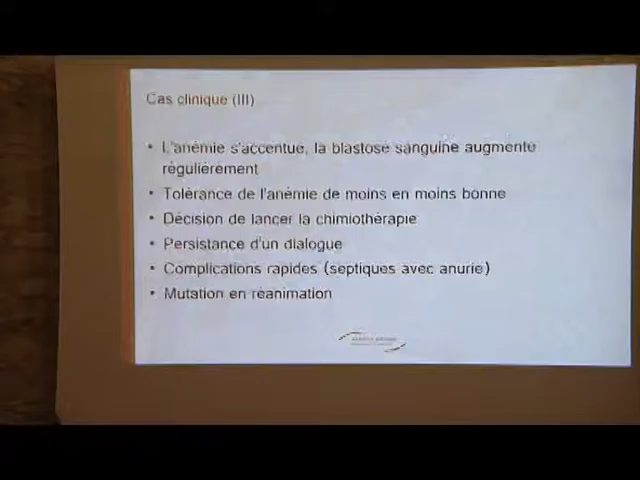 Cas clinique (III)
• L'anémie s'accentue, la blastose sanguine augmente
régulièrement
• Tolérance de l'anémie de moins en moins bonne
• Décision de lancer la chimiothérapie
• Persistance d'un dialogue
• Complications rapides (septiques avec anurie)
• Mutation en réanimation